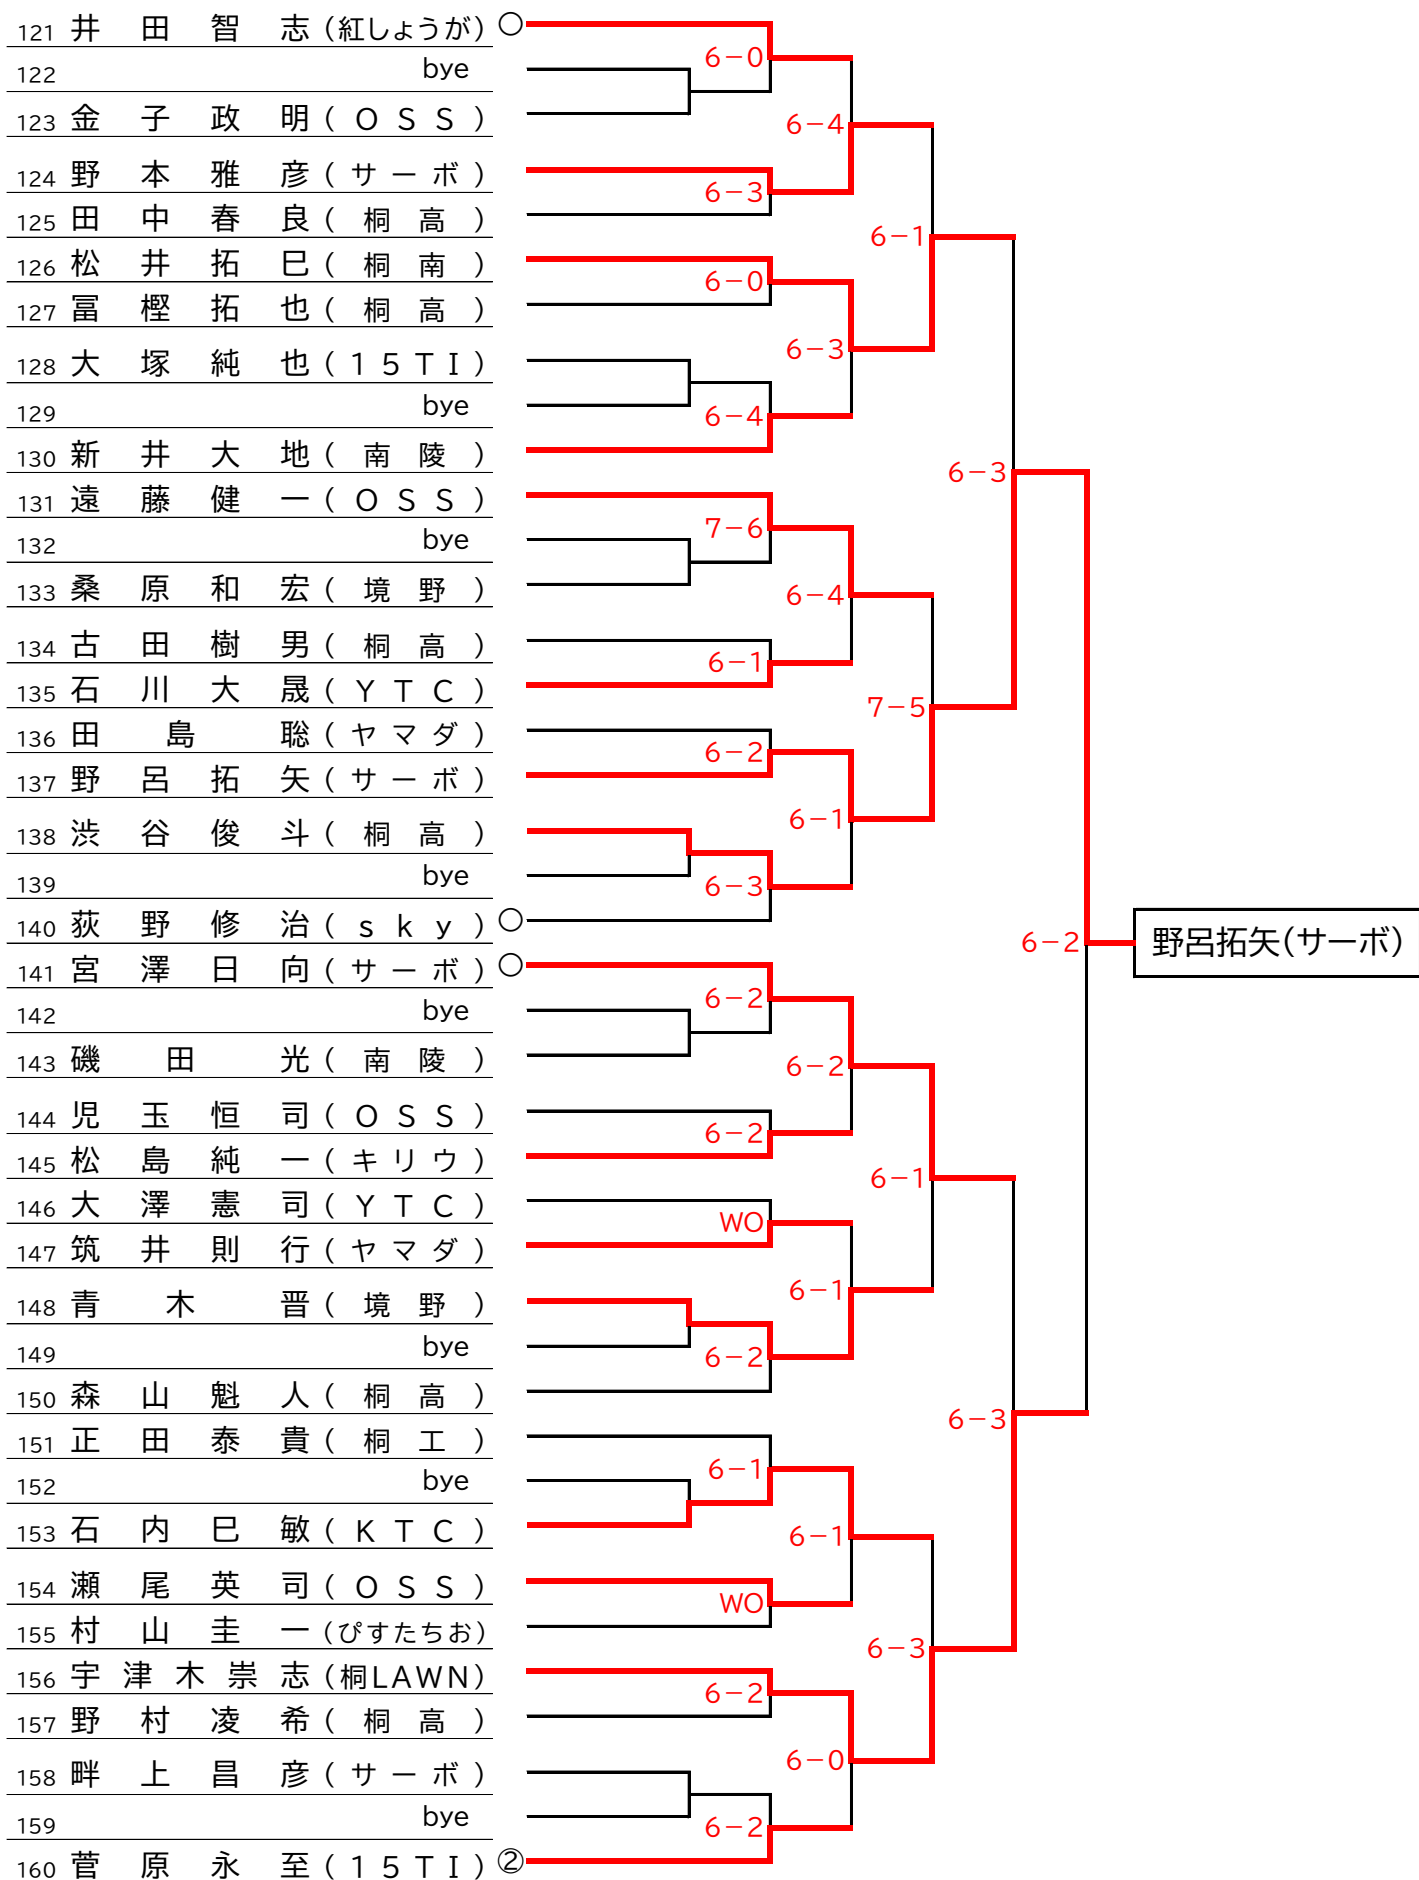 121 井田智志(紅しょうが) ○
6-0
122 bye
123 金子政明(OSS)
6-4
124 野本雅彦(サーボ)
6-3
125 田中春良(桐高)
6-1
126 松井拓巳(桐南)
6-0
127 冨樫拓也(桐高)
6-3
128 大塚純也(15TI)
129 bye
6-4
130 新井大地(南陵)
6-3
131 遠藤健一(OSS)
7-6
132 bye
133 桑原和宏(境野)
6-4
134 古田樹男(桐高)
6-1
135 石川大晟(YTC)
7-5
136 田島聡(ヤマダ)
6-2
137 野呂拓矢(サーボ)
6-1
138 渋谷俊斗(桐高)
139 bye
6-3
140 荻野修治(sky) ○
6-2 野呂拓矢(サーボ)
141 宮澤日向(サーボ) ○
6-2
142 bye
143 磯田光(南陵)
6-2
144 児玉恒司(OSS)
6-2
145 松島純一(キリウ)
6-1
146 大澤憲司(YTC)
WO
147 筑井則行(ヤマダ)
6-1
148 青木晋(境野)
149 bye
6-2
150 森山魁人(桐高)
6-3
151 正田泰貴(桐工)
6-1
152 bye
153 石内巳敏(KTC)
6-1
154 瀬尾英司(OSS)
WO
155 村山圭一(ぴすたちお)
6-3
156 宇津木崇志(桐LAWN)
6-2
157 野村凌希(桐高)
6-0
158 畔上昌彦(サーボ)
159 bye
6-2
160 菅原永至(15TI) ②